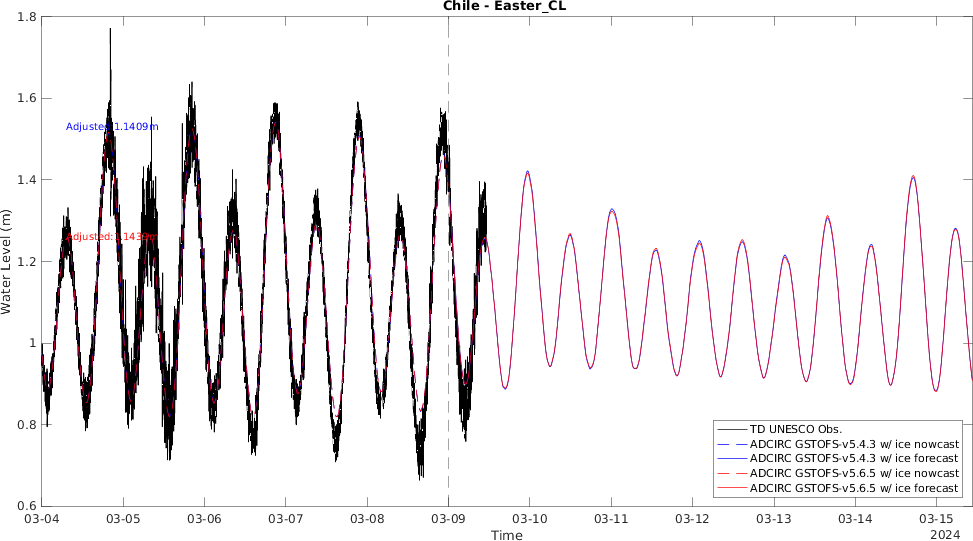 Chile - Easter_CL
1.8
1.6
1.4
1.2
1
0.8
0.6
Water Level (m)
Adjusted:1.1409m
Adjusted:1.1439m
TD UNESCO Obs.
ADCIRC GSTOFS-v5.4.3 w/ ice nowcast
ADCIRC GSTOFS-v5.4.3 w/ ice forecast
ADCIRC GSTOFS-v5.6.5 w/ ice nowcast
ADCIRC GSTOFS-v5.6.5 w/ ice forecast
03-04 03-05 03-06 03-07 03-08 03-09 03-10 03-11 03-12 03-13 03-14 03-15
Time
2024